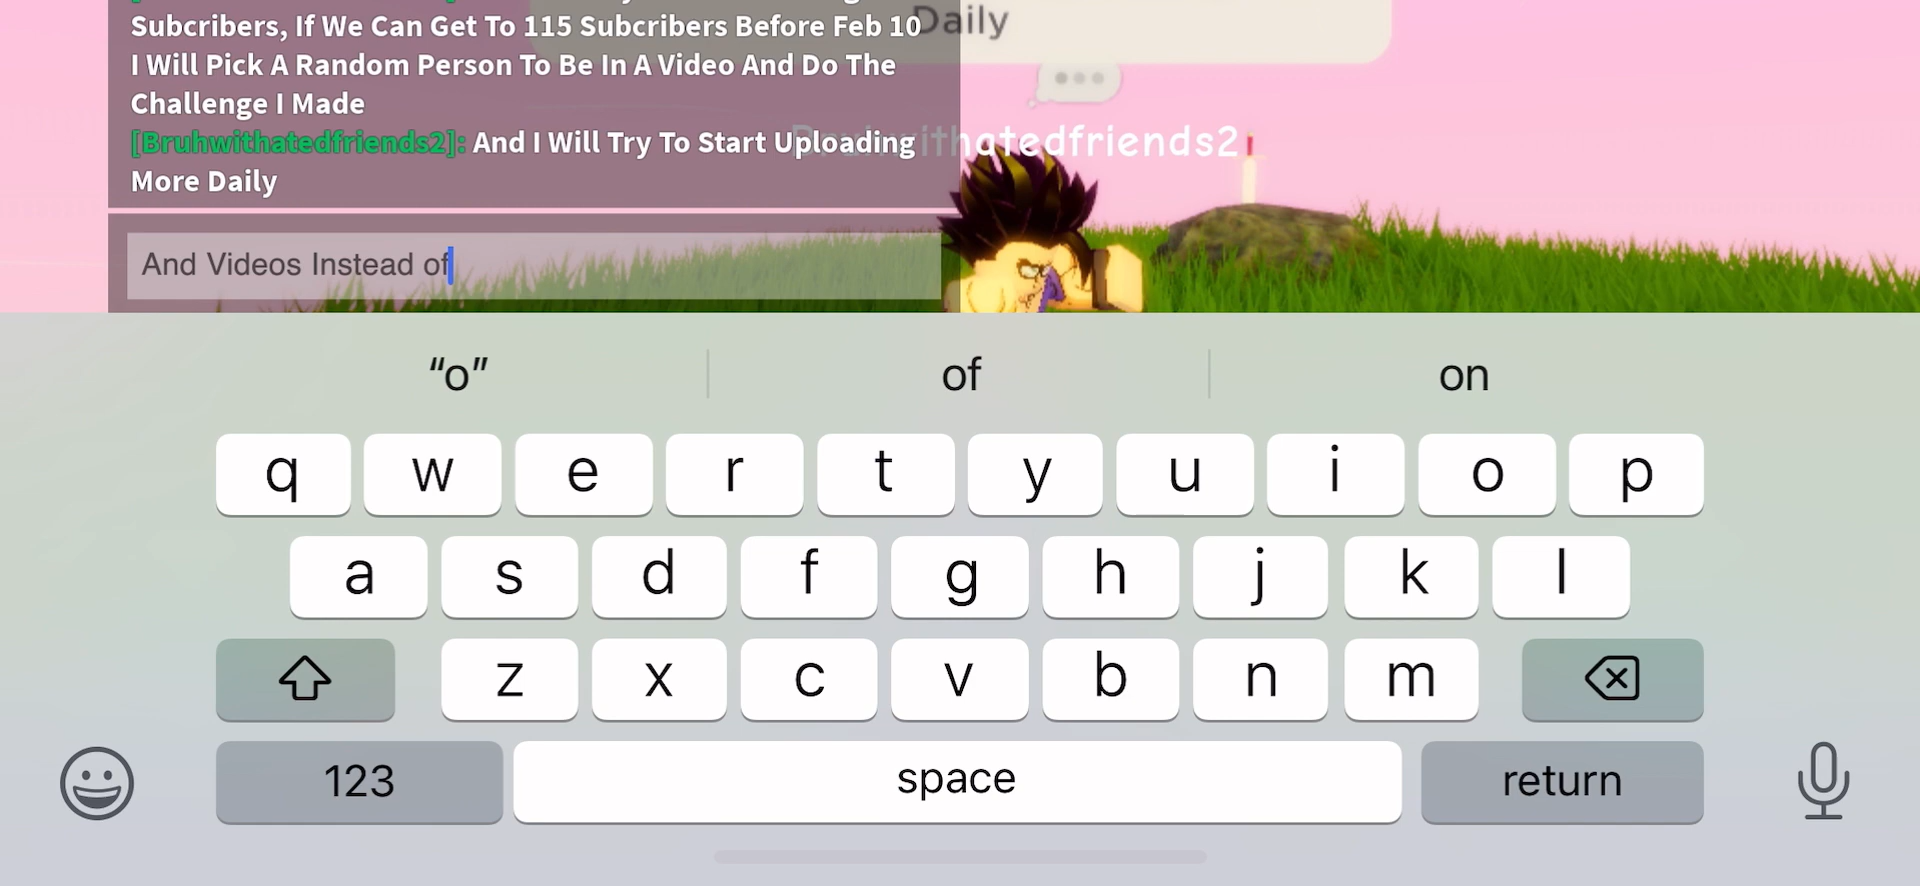 Subcribers, If We Can Get To 115 Subcribers Before Feb 10
I Will Pick A Random Person To Be In A Video And Do The
Challenge I Made
[Bruhwithatedfriends2]: And I Will Try To Start Uploading
More Daily
Daily
Bruhwithatedfriends2
And Videos Instead of
“o” of on
q w e r t y u i o p
a s d f g h j k l
z x c v b n m
123 space return